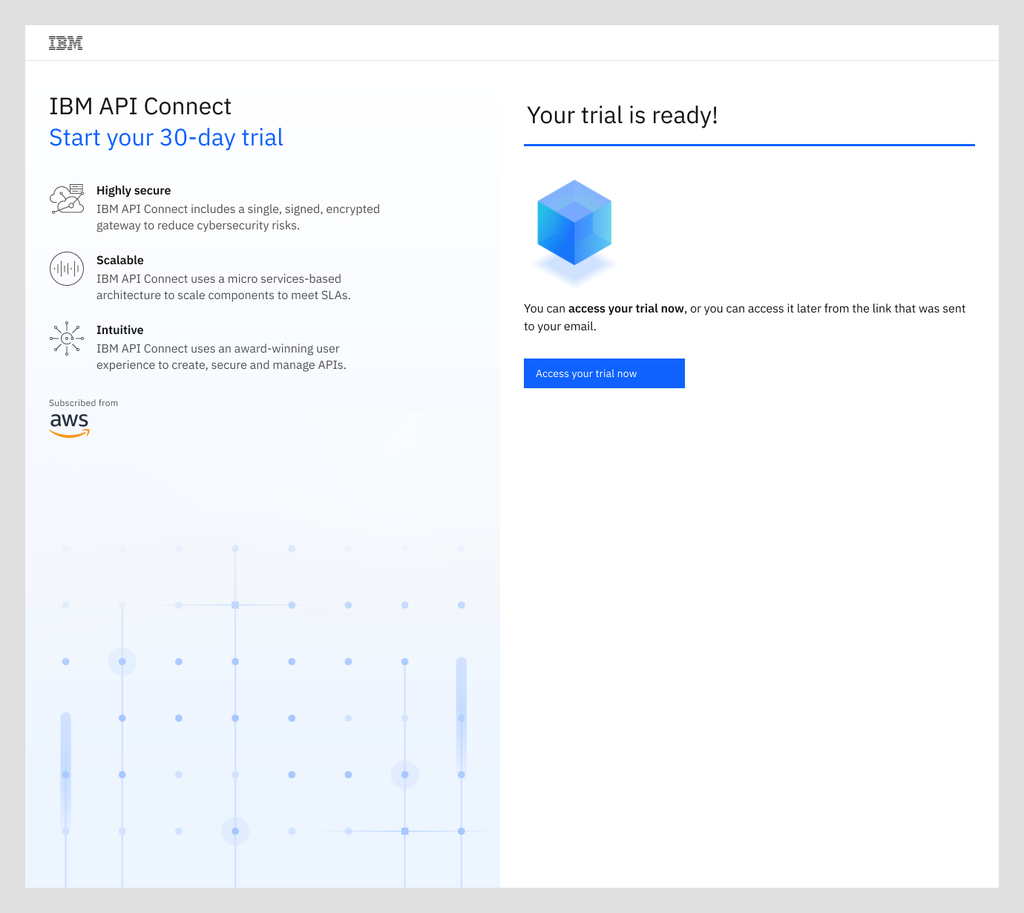 IBM
IBM API Connect
Start your 30-day trial
Highly secure
IBM API Connect includes a single, signed, encrypted
gateway to reduce cybersecurity risks.
Scalable
IBM API Connect uses a micro services-based
architecture to scale components to meet SLAs.
Intuitive
IBM API Connect uses an award-winning user
experience to create, secure and manage APIs.
Subscribed from
aws
Your trial is ready!
You can access your trial now, or you can access it later from the link that was sent
to your email.
Access your trial now